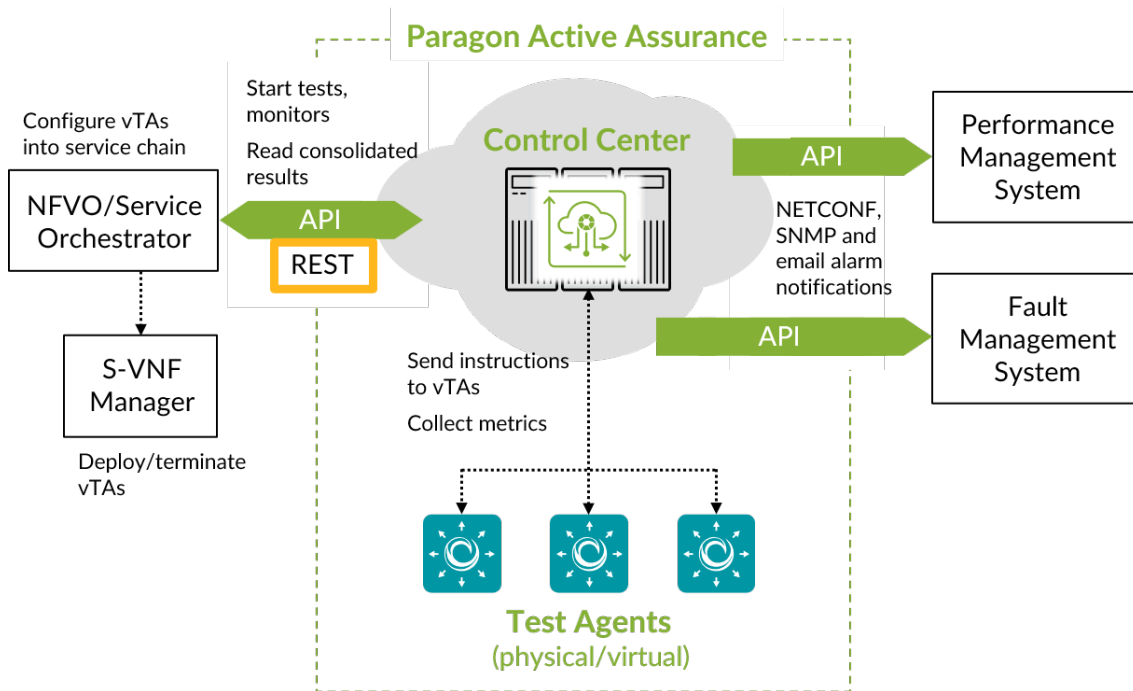 Paragon Active Assurance
Start tests,
monitors
Read consolidated
results
Configure vTAs
into service chain
NFVO/Service
Orchestrator
API
REST
S-VNF
Manager
Deploy/terminate
vTAs
Control Center
API
Performance
Management
System
NETCONF,
SNMP and
email alarm
notifications
API
Fault
Management
System
Send instructions
to vTAs
Collect metrics
Test Agents
(physical/virtual)